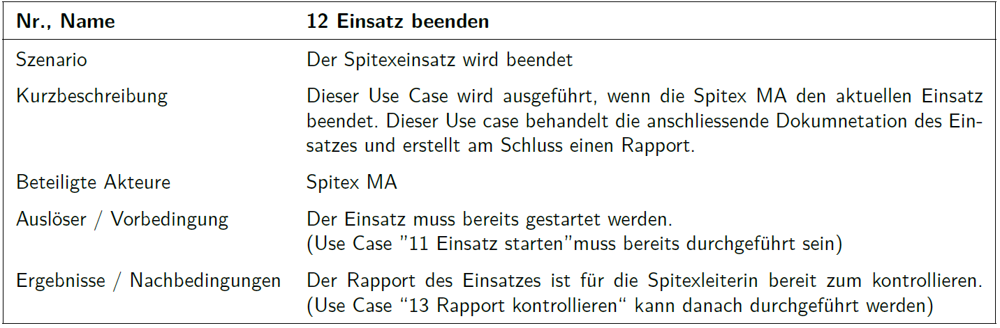 Nr., Name 12 Einsatz beenden
Szenario Der Spitexeinsatz wird beendet
Kurzbeschreibung Dieser Use Case wird ausgeführt, wenn die Spitex MA den aktuellen Einsatz
beendet. Dieser Use case behandelt die anschliessende Dokumnetation des Ein-
satzes und erstellt am Schluss einen Rapport.
Beteiligte Akteure Spitex MA
Auslöser / Vorbedingung Der Einsatz muss bereits gestartet werden.
(Use Case ”11 Einsatz starten”muss bereits durchgeführt sein)
Ergebnisse / Nachbedingungen Der Rapport des Einsatzes ist für die Spitexleiterin bereit zum kontrollieren.
(Use Case “13 Rapport kontrollieren“ kann danach durchgeführt werden)